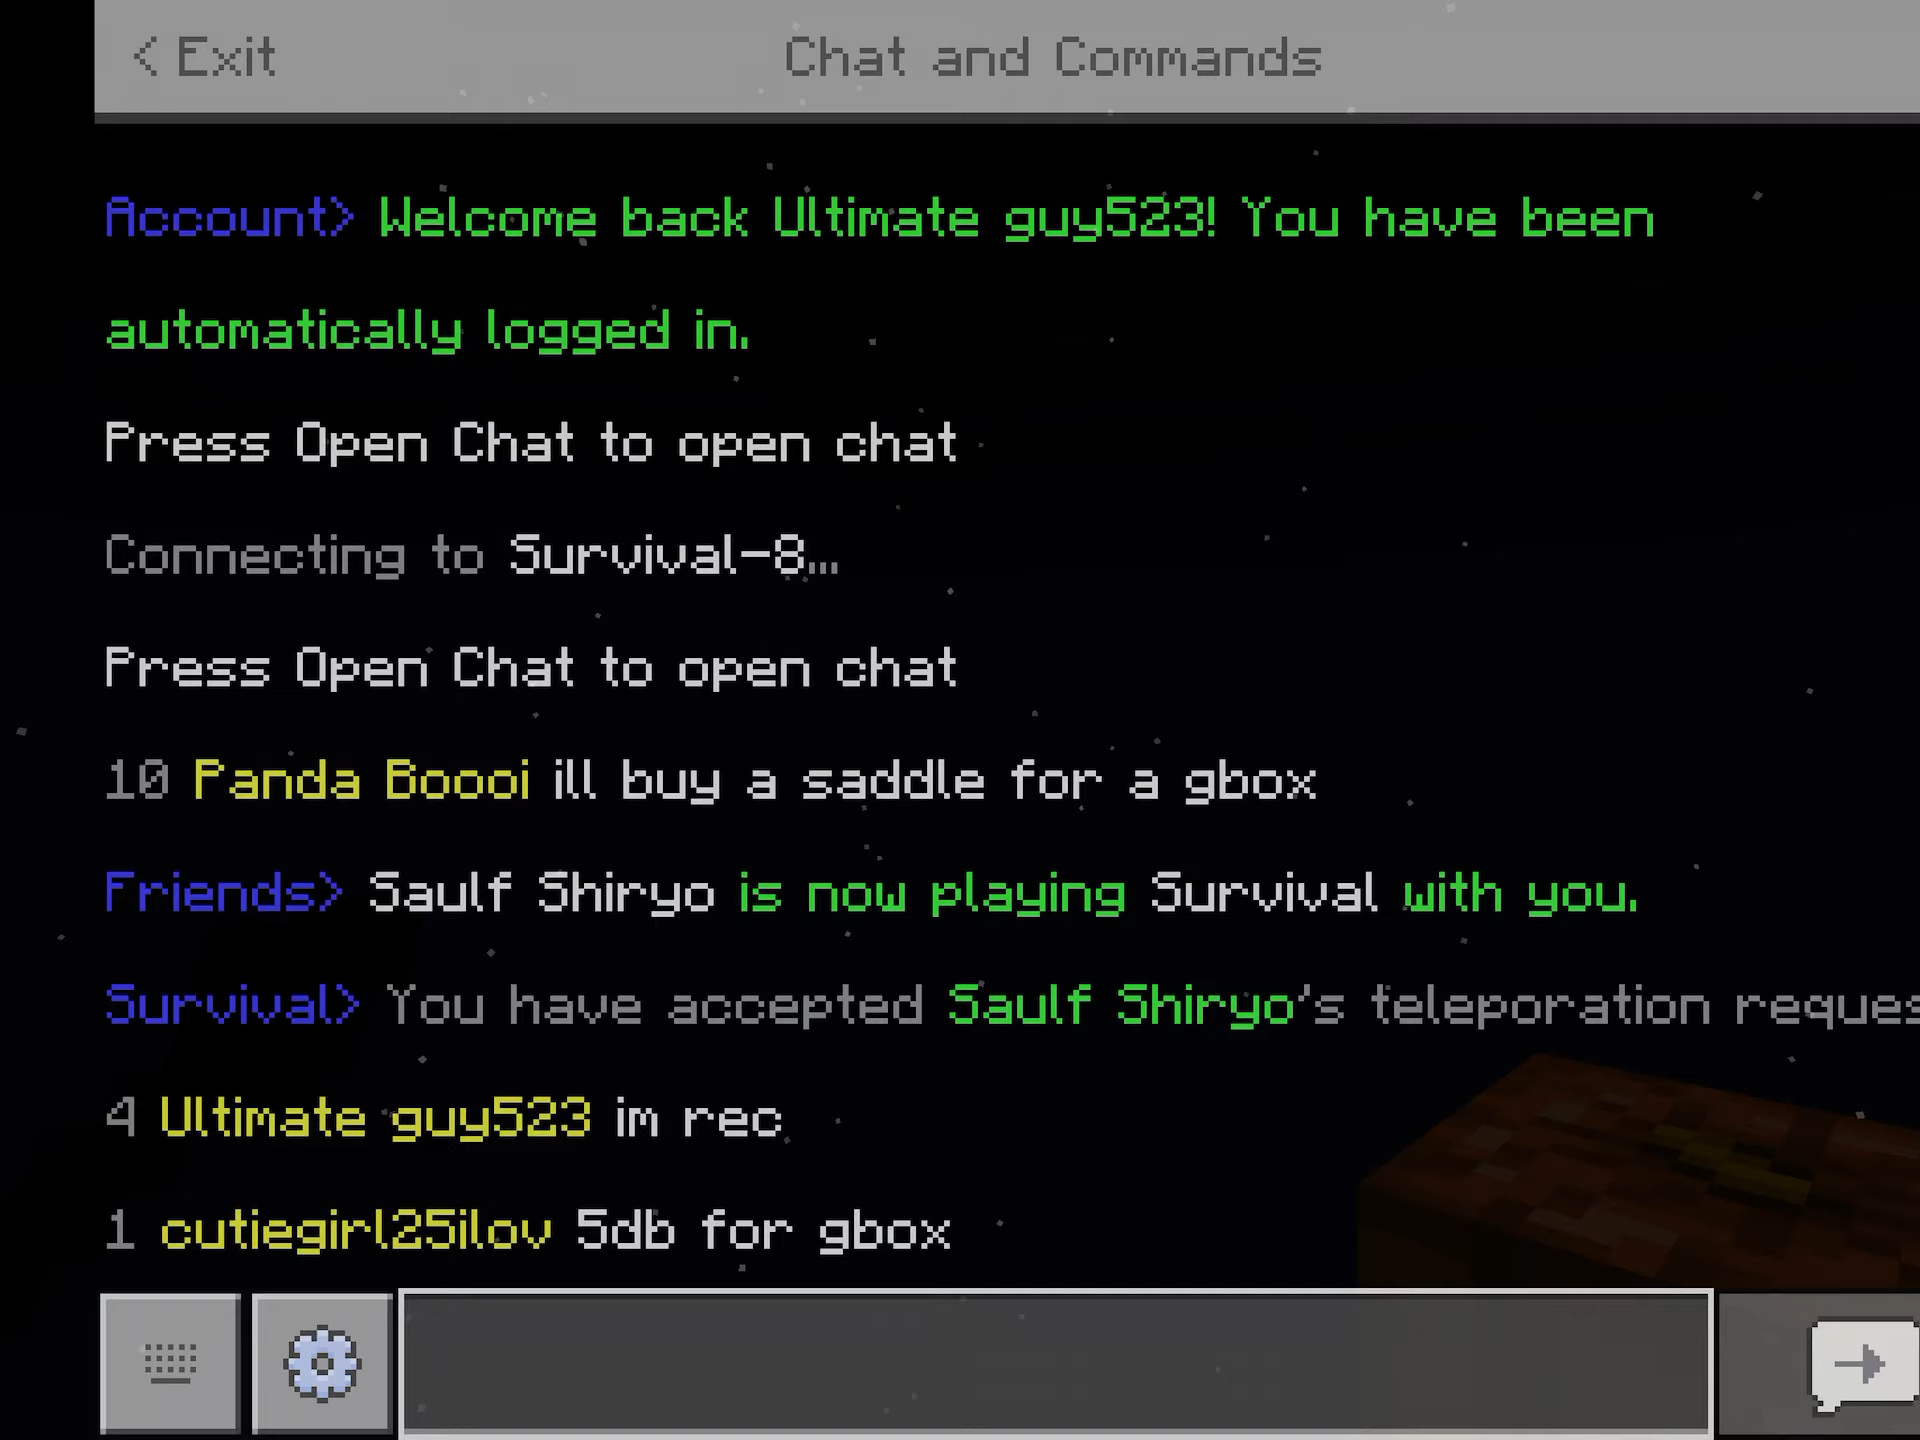 < Exit
Chat and Commands
Account> Welcome back Ultimate guy523! You have been
automatically logged in.
Press Open Chat to open chat
Connecting to Survival-8...
Press Open Chat to open chat
10 Panda Boooi ill buy a saddle for a gbox
Friends> Saulf Shiryo is now playing Survival with you.
Survival> You have accepted Saulf Shiryo's teleporation reques
4 Ultimate guy523 im rec
1 cutiegirl25ilov 5db for gbox